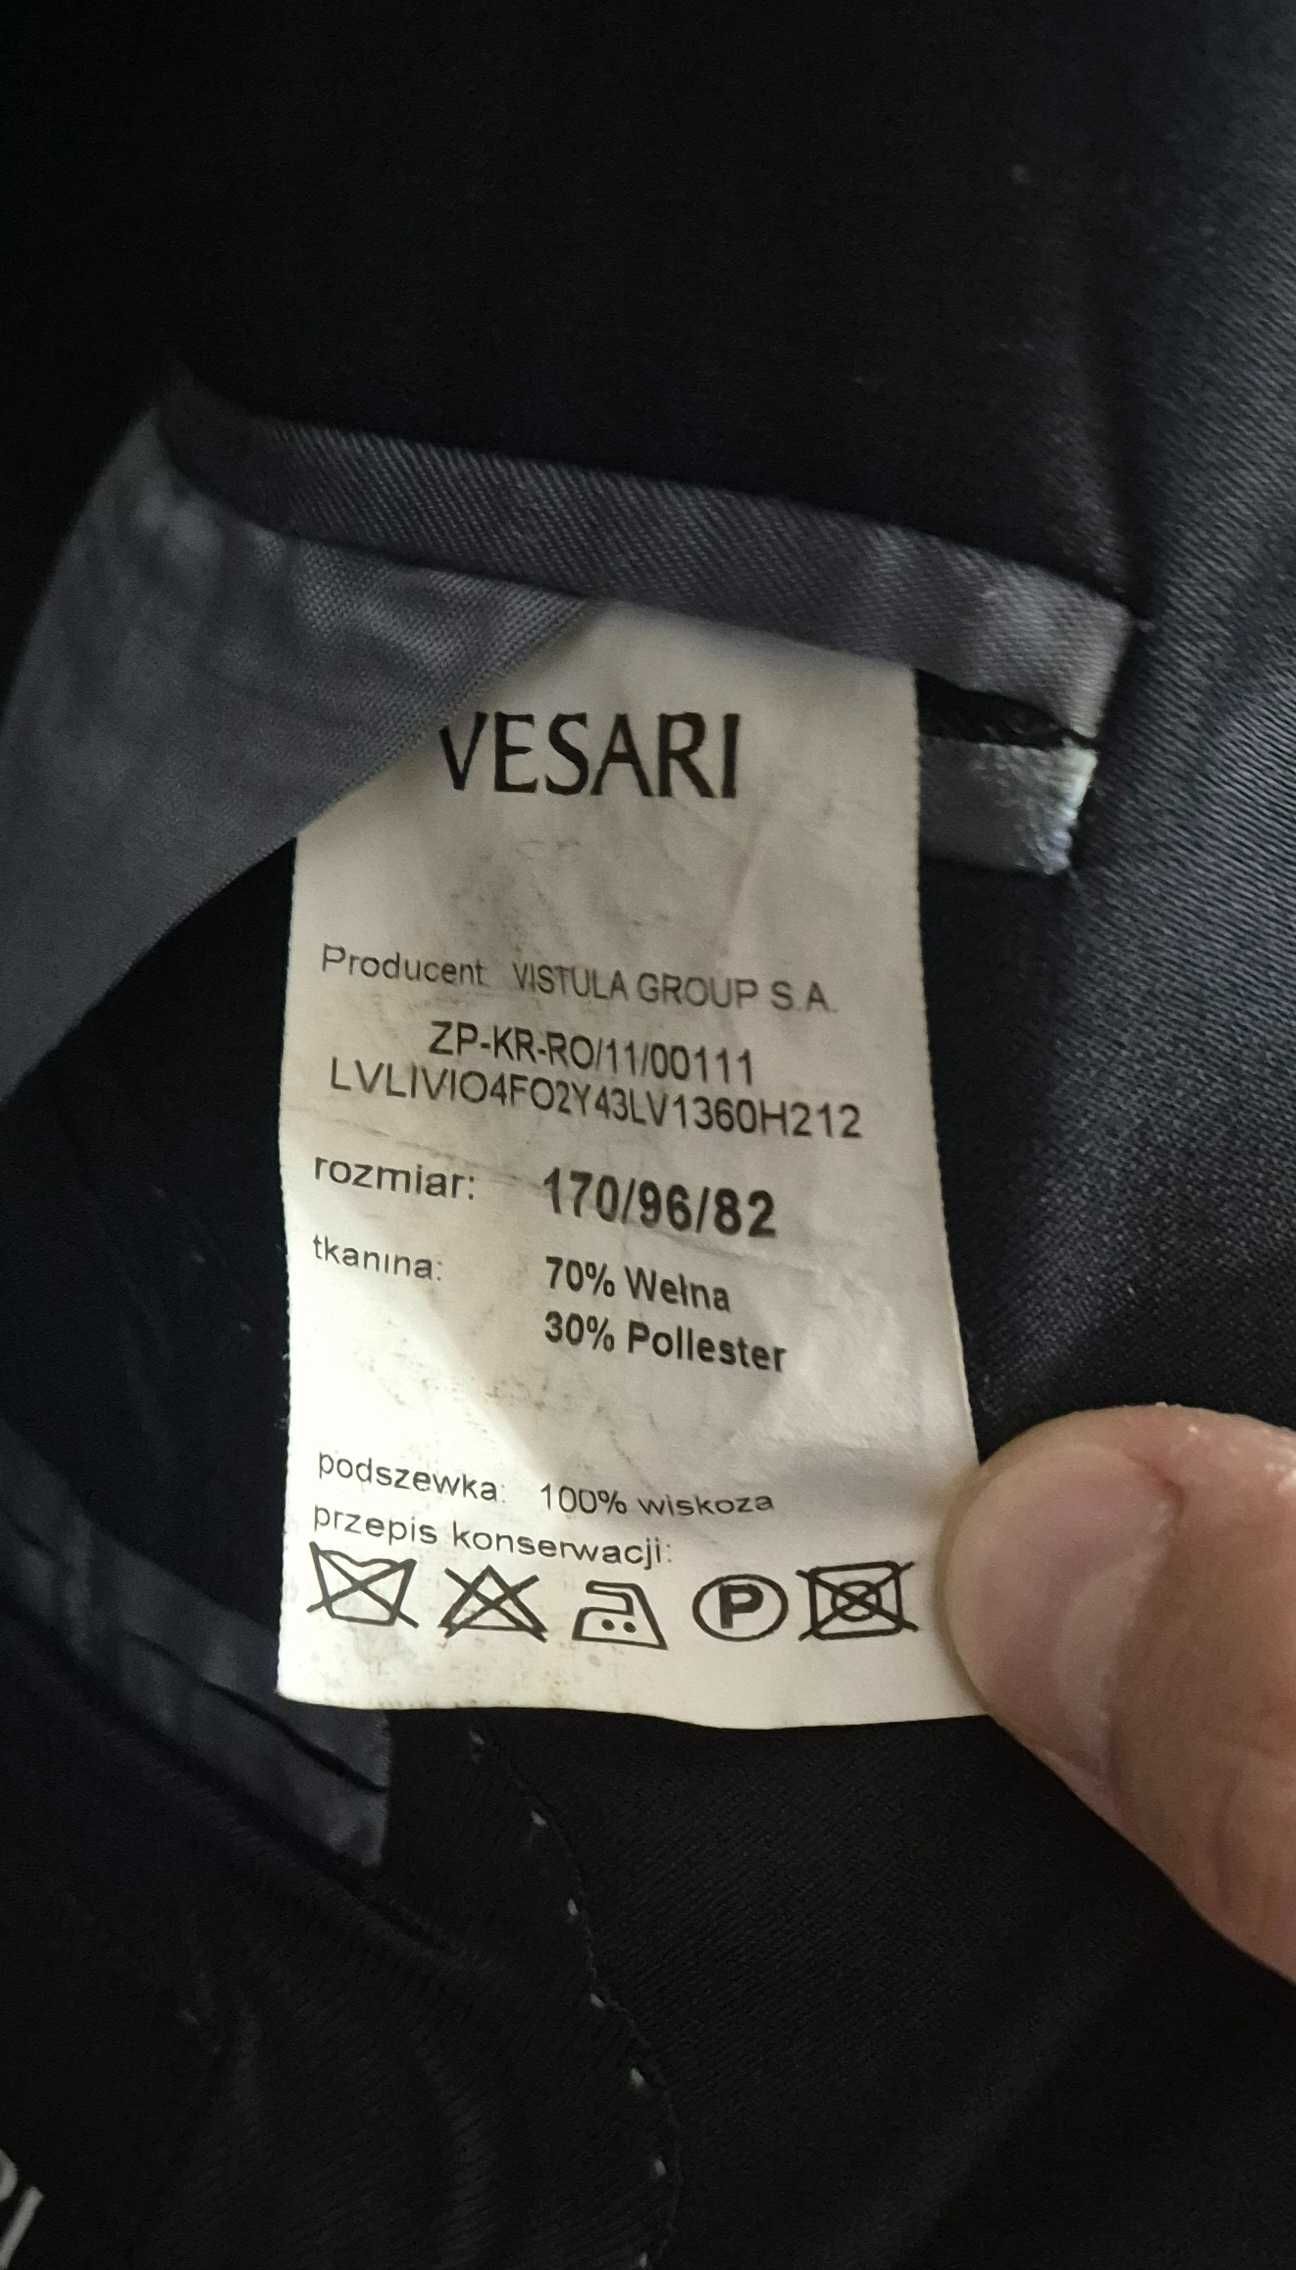 VESARI
Producent VISTULA GROUP S.A.
ZP-KR-RO/11/00111
LVLIVIO4FO2Y43LV1360H212
rozmiar: 170/96/82
tkanina: 70% Wełna
30% Poliester
podszewka: 100% wiskoza
przepis konserwacji:
P